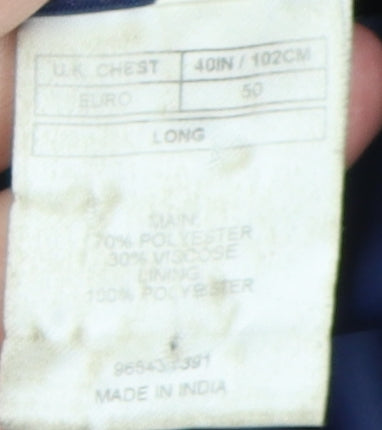 U.K. CHEST 40IN / 102CM
EURO 50
LONG
MAIN:
70% POLYESTER
30% VISCOSE
LINING:
100% POLYESTER
MADE IN INDIA